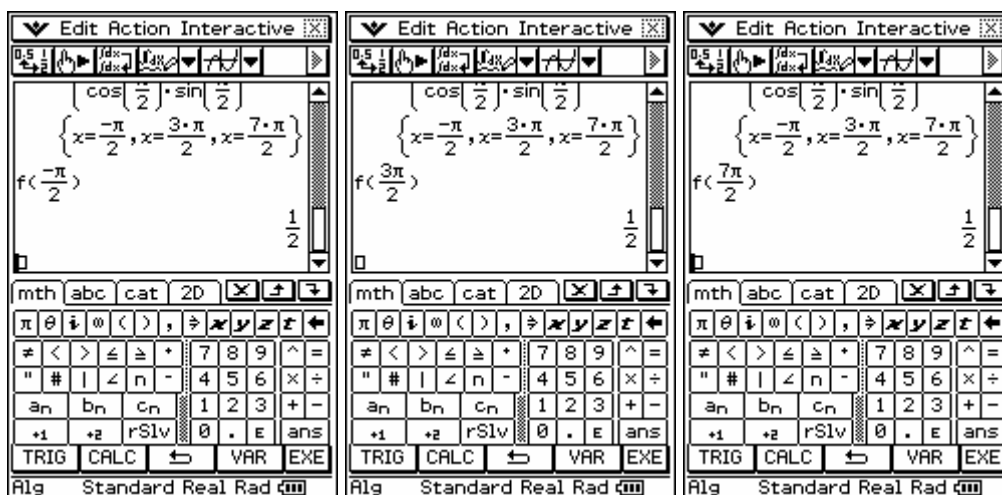 Edit Action Interactive
cos(π/2)·sin(π/2)
{x=-π/2, x=3·π/2, x=7·π/2}
f(-π/2)
1/2
mth abc cat 2D
π θ i ∞ ( ) , ⇒ x y z t
≠ < > ≤ ≥ 7 8 9 ^ =
" # | ∠ 4 5 6 × ÷
an bn cn 1 2 3 + −
+1 +2 rSlv 0 . E ans
TRIG CALC VAR EXE
Alg Standard Real Rad
Edit Action Interactive
cos(π/2)·sin(π/2)
{x=-π/2, x=3·π/2, x=7·π/2}
f(3π/2)
1/2
mth abc cat 2D
π θ i ∞ ( ) , ⇒ x y z t
≠ < > ≤ ≥ 7 8 9 ^ =
" # | ∠ 4 5 6 × ÷
an bn cn 1 2 3 + −
+1 +2 rSlv 0 . E ans
TRIG CALC VAR EXE
Alg Standard Real Rad
Edit Action Interactive
cos(π/2)·sin(π/2)
{x=-π/2, x=3·π/2, x=7·π/2}
f(7π/2)
1/2
mth abc cat 2D
π θ i ∞ ( ) , ⇒ x y z t
≠ < > ≤ ≥ 7 8 9 ^ =
" # | ∠ 4 5 6 × ÷
an bn cn 1 2 3 + −
+1 +2 rSlv 0 . E ans
TRIG CALC VAR EXE
Alg Standard Real Rad